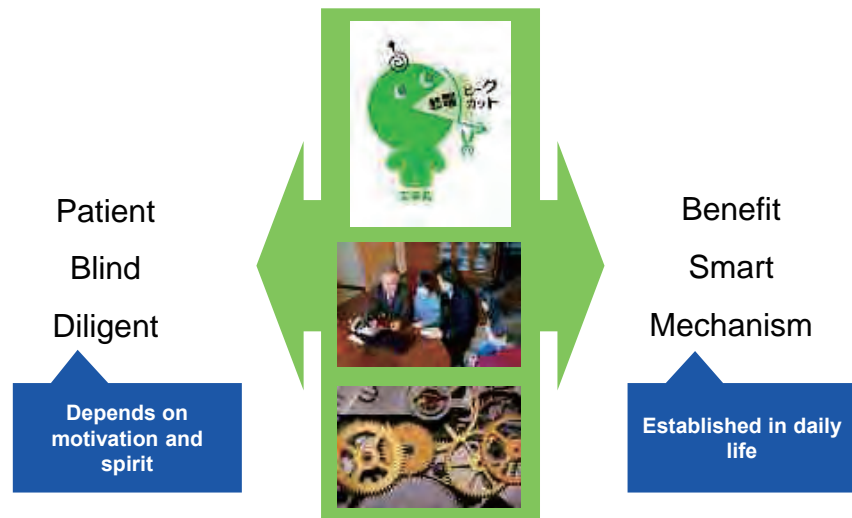 ピーク
カット
Patient
Blind
Diligent
Depends on
motivation and
spirit
Benefit
Smart
Mechanism
Established in daily
life